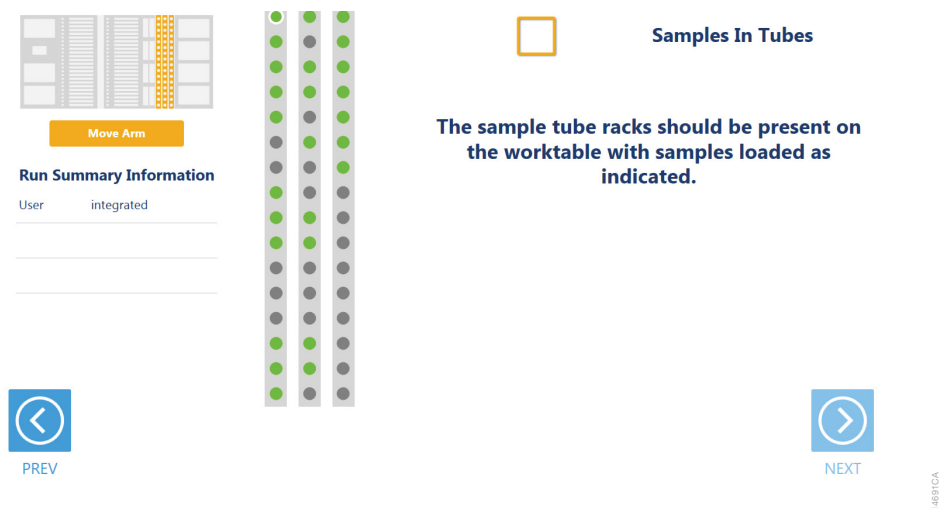 Samples In Tubes
Move Arm
The sample tube racks should be present on
the worktable with samples loaded as
indicated.
Run Summary Information
User integrated
PREV
NEXT
4691CA